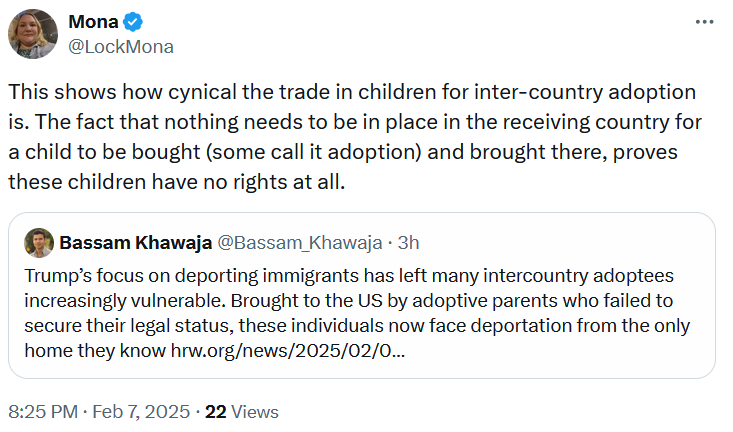 Mona
@LockMona
This shows how cynical the trade in children for inter-country adoption
is. The fact that nothing needs to be in place in the receiving country for
a child to be bought (some call it adoption) and brought there, proves
these children have no rights at all.
Bassam Khawaja @Bassam_Khawaja · 3h
Trump's focus on deporting immigrants has left many intercountry adoptees
increasingly vulnerable. Brought to the US by adoptive parents who failed to
secure their legal status, these individuals now face deportation from the only
home they know hrw.org/news/2025/02/0...
8:25 PM · Feb 7, 2025 · 22 Views